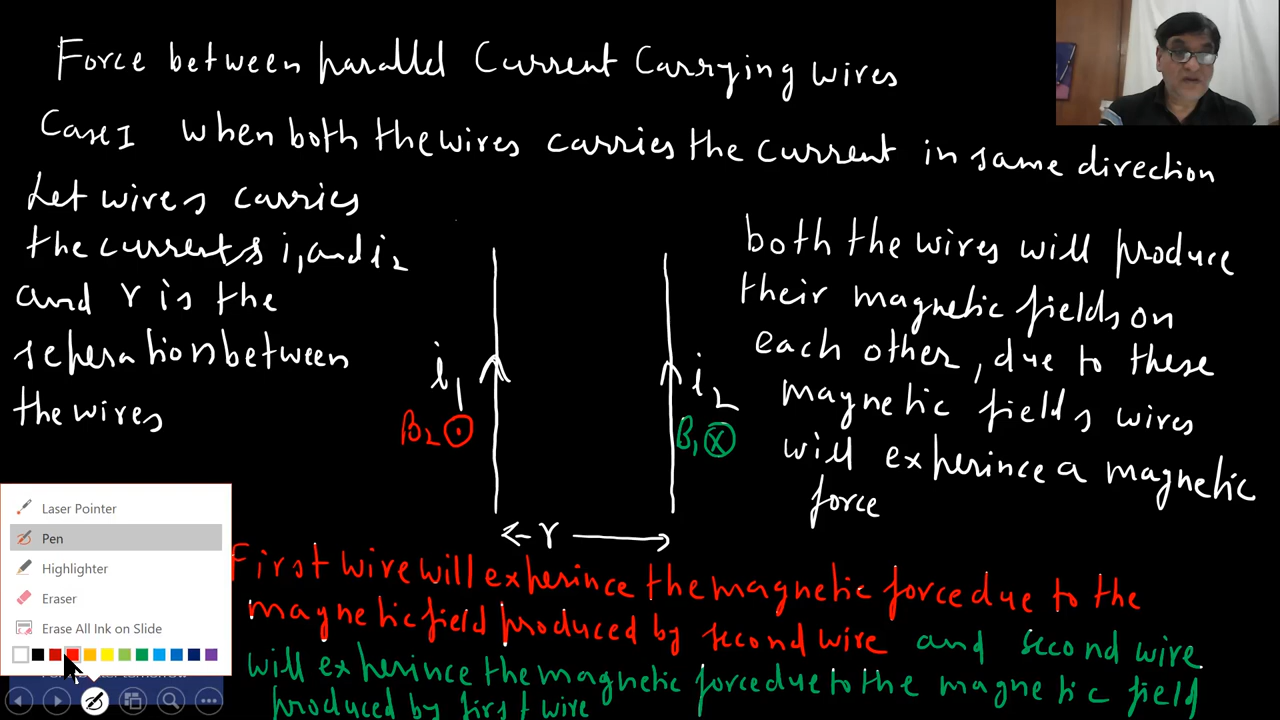 Force between parallel Current Carrying wires
Case I when both the wires carries the current in same direction
Let wires carries
the currents i1 and i2
and r is the
seperation between
the wires
both the wires will produce
their magnetic fields on
each other, due to these
magnetic fields wires
will experince a magnetic
force
i1
i2
B2
B1
r
Laser Pointer
Pen
Highlighter
Eraser
Erase All Ink on Slide
First wire will experince the magnetic force due to the
magnetic field produced by second wire and second wire
will experince the magnetic force due to the magnetic field
produced by first wire